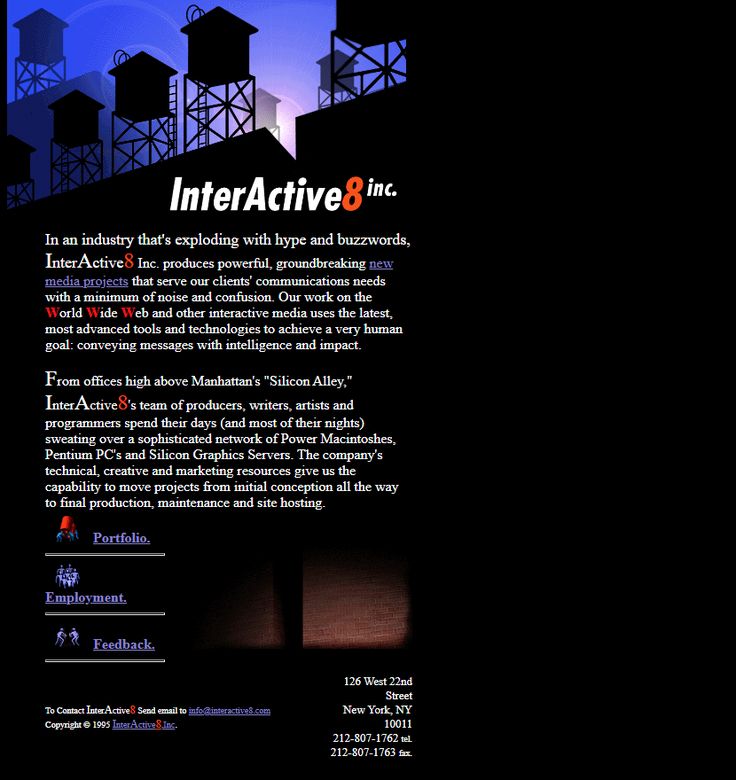 InterActive8 inc.
In an industry that's exploding with hype and buzzwords,
InterActive8 Inc. produces powerful, groundbreaking new
media projects that serve our clients' communications needs
with a minimum of noise and confusion. Our work on the
World Wide Web and other interactive media uses the latest,
most advanced tools and technologies to achieve a very human
goal: conveying messages with intelligence and impact.
From offices high above Manhattan's "Silicon Alley,"
InterActive8's team of producers, writers, artists and
programmers spend their days (and most of their nights)
sweating over a sophisticated network of Power Macintoshes,
Pentium PC's and Silicon Graphics Servers. The company's
technical, creative and marketing resources give us the
capability to move projects from initial conception all the way
to final production, maintenance and site hosting.
Portfolio.
Employment.
Feedback.
To Contact InterActive8 Send email to info@interactive8.com
Copyright © 1995 InterActive8,Inc.
126 West 22nd
Street
New York, NY
10011
212-807-1762 tel.
212-807-1763 fax.